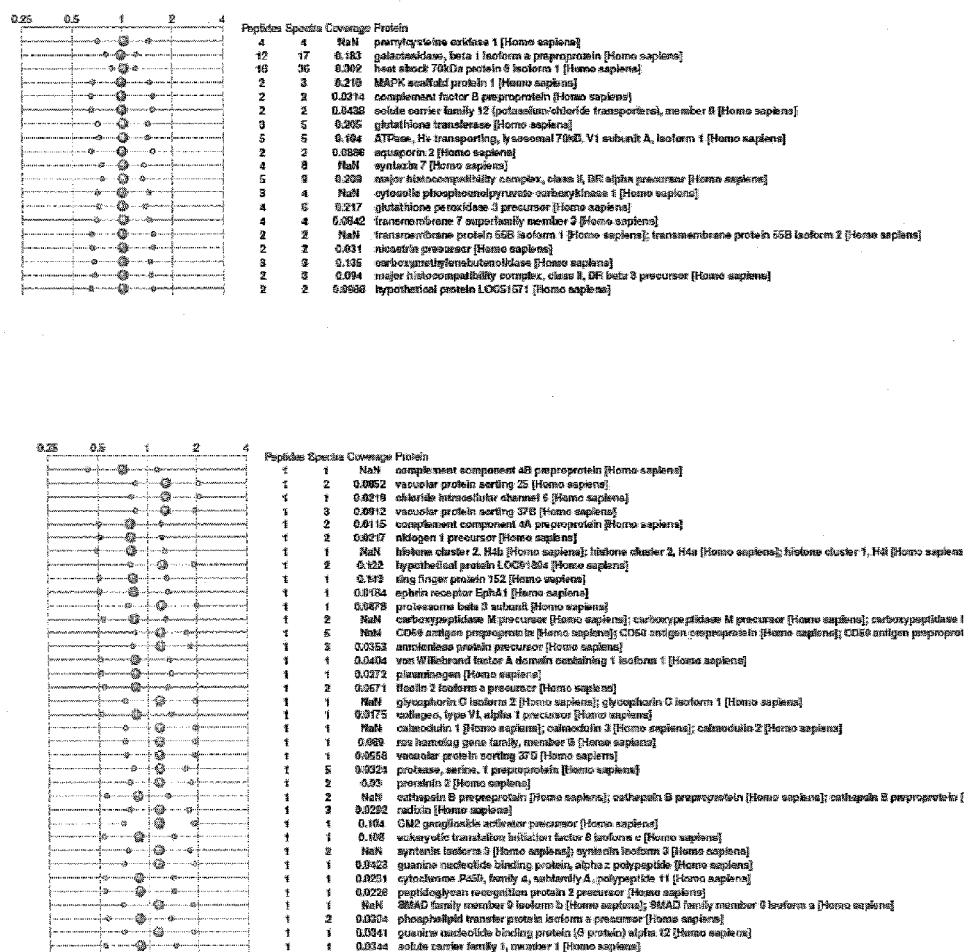 0.25 0.5 1 2 4
Peptides Spectra Coverage Protein
4 4 NaN prenylcysteine oxidase 1 [Homo sapiens]
12 17 0.183 galactosidase, beta 1 isoform a preproprotein [Homo sapiens]
16 36 0.302 heat shock 70kDa protein 8 isoform 1 [Homo sapiens]
2 3 0.218 MAPK scaffold protein 1 [Homo sapiens]
2 2 0.0314 complement factor B preproprotein [Homo sapiens]
2 2 0.0438 solute carrier family 12 (potassium/chloride transporters), member 9 [Homo sapiens]
3 5 0.205 glutathione transferase [Homo sapiens]
5 5 0.104 ATPase, H+ transporting, lysosomal 70kD, V1 subunit A, isoform 1 [Homo sapiens]
2 2 0.0886 aquaporin 2 [Homo sapiens]
4 8 NaN syntaxin 7 [Homo sapiens]
5 9 0.209 major histocompatibility complex, class II, DR alpha precursor [Homo sapiens]
3 4 NaN cytosolic phosphoenolpyruvate carboxykinase 1 [Homo sapiens]
4 6 0.217 glutathione peroxidase 3 precursor [Homo sapiens]
4 4 0.0842 transmembrane 7 superfamily member 3 [Homo sapiens]
2 2 NaN transmembrane protein 55B isoform 1 [Homo sapiens]; transmembrane protein 55B isoform 2 [Homo sapiens]
2 2 0.031 nicastrin precursor [Homo sapiens]
3 3 0.135 carboxymethylenebutenolidase [Homo sapiens]
2 3 0.094 major histocompatibility complex, class II, DR beta 3 precursor [Homo sapiens]
2 2 0.0988 hypothetical protein LOC51571 [Homo sapiens]
0.25 0.5 1 2 4
Peptides Spectra Coverage Protein
1 1 NaN complement component 4B preproprotein [Homo sapiens]
1 2 0.0852 vacuolar protein sorting 25 [Homo sapiens]
1 1 0.0219 chloride intracellular channel 6 [Homo sapiens]
1 3 0.0912 vacuolar protein sorting 37B [Homo sapiens]
1 2 0.0115 complement component 4A preproprotein [Homo sapiens]
1 2 0.0217 nidogen 1 precursor [Homo sapiens]
1 1 NaN histone cluster 2, H4b [Homo sapiens]; histone cluster 2, H4a [Homo sapiens]; histone cluster 1, H4l [Homo sapiens
1 2 0.122 hypothetical protein LOC91894 [Homo sapiens]
1 1 0.143 ring finger protein 152 [Homo sapiens]
1 1 0.0184 ephrin receptor EphA1 [Homo sapiens]
1 1 0.0878 proteasome beta 3 subunit [Homo sapiens]
1 2 NaN carboxypeptidase M precursor [Homo sapiens]; carboxypeptidase M precursor [Homo sapiens]; carboxypeptidase
1 5 NaN CD59 antigen preproprotein [Homo sapiens]; CD59 antigen preproprotein [Homo sapiens]; CD59 antigen preproprot
1 3 0.0353 amnionless protein precursor [Homo sapiens]
1 1 0.0404 von Willebrand factor A domain containing 1 isoform 1 [Homo sapiens]
1 1 0.0272 plasminogen [Homo sapiens]
1 2 0.0671 ficolin 2 isoform a precursor [Homo sapiens]
1 1 NaN glycophorin C isoform 2 [Homo sapiens]; glycophorin C isoform 1 [Homo sapiens]
1 1 0.0175 collagen, type VI, alpha 1 precursor [Homo sapiens]
1 1 NaN calmodulin 1 [Homo sapiens]; calmodulin 3 [Homo sapiens]; calmodulin 2 [Homo sapiens]
1 1 0.089 ras homolog gene family, member G [Homo sapiens]
1 1 0.0558 vacuolar protein sorting 37D [Homo sapiens]
1 5 0.0324 protease, serine, 1 preproprotein [Homo sapiens]
1 2 0.03 prominin 2 [Homo sapiens]
1 2 NaN cathepsin B preproprotein [Homo sapiens]; cathepsin B preproprotein [Homo sapiens]; cathepsin B preproprotein [
1 3 0.0292 radixin [Homo sapiens]
1 1 0.104 GM2 ganglioside activator precursor [Homo sapiens]
1 1 0.106 eukaryotic translation initiation factor 6 isoform c [Homo sapiens]
1 2 NaN syntenin isoform 3 [Homo sapiens]; syntenin isoform 3 [Homo sapiens]
1 1 0.0423 guanine nucleotide binding protein, alpha z polypeptide [Homo sapiens]
1 1 0.0231 cytochrome P450, family 4, subfamily A, polypeptide 11 [Homo sapiens]
1 1 0.0226 peptidoglycan recognition protein 2 precursor [Homo sapiens]
1 1 NaN SMAD family member 9 isoform b [Homo sapiens]; SMAD family member 9 isoform a [Homo sapiens]
1 2 0.0304 phospholipid transfer protein isoform a precursor [Homo sapiens]
1 1 0.0341 guanine nucleotide binding protein (G protein) alpha 12 [Homo sapiens]
1 1 0.0344 solute carrier family 1, member 1 [Homo sapiens]